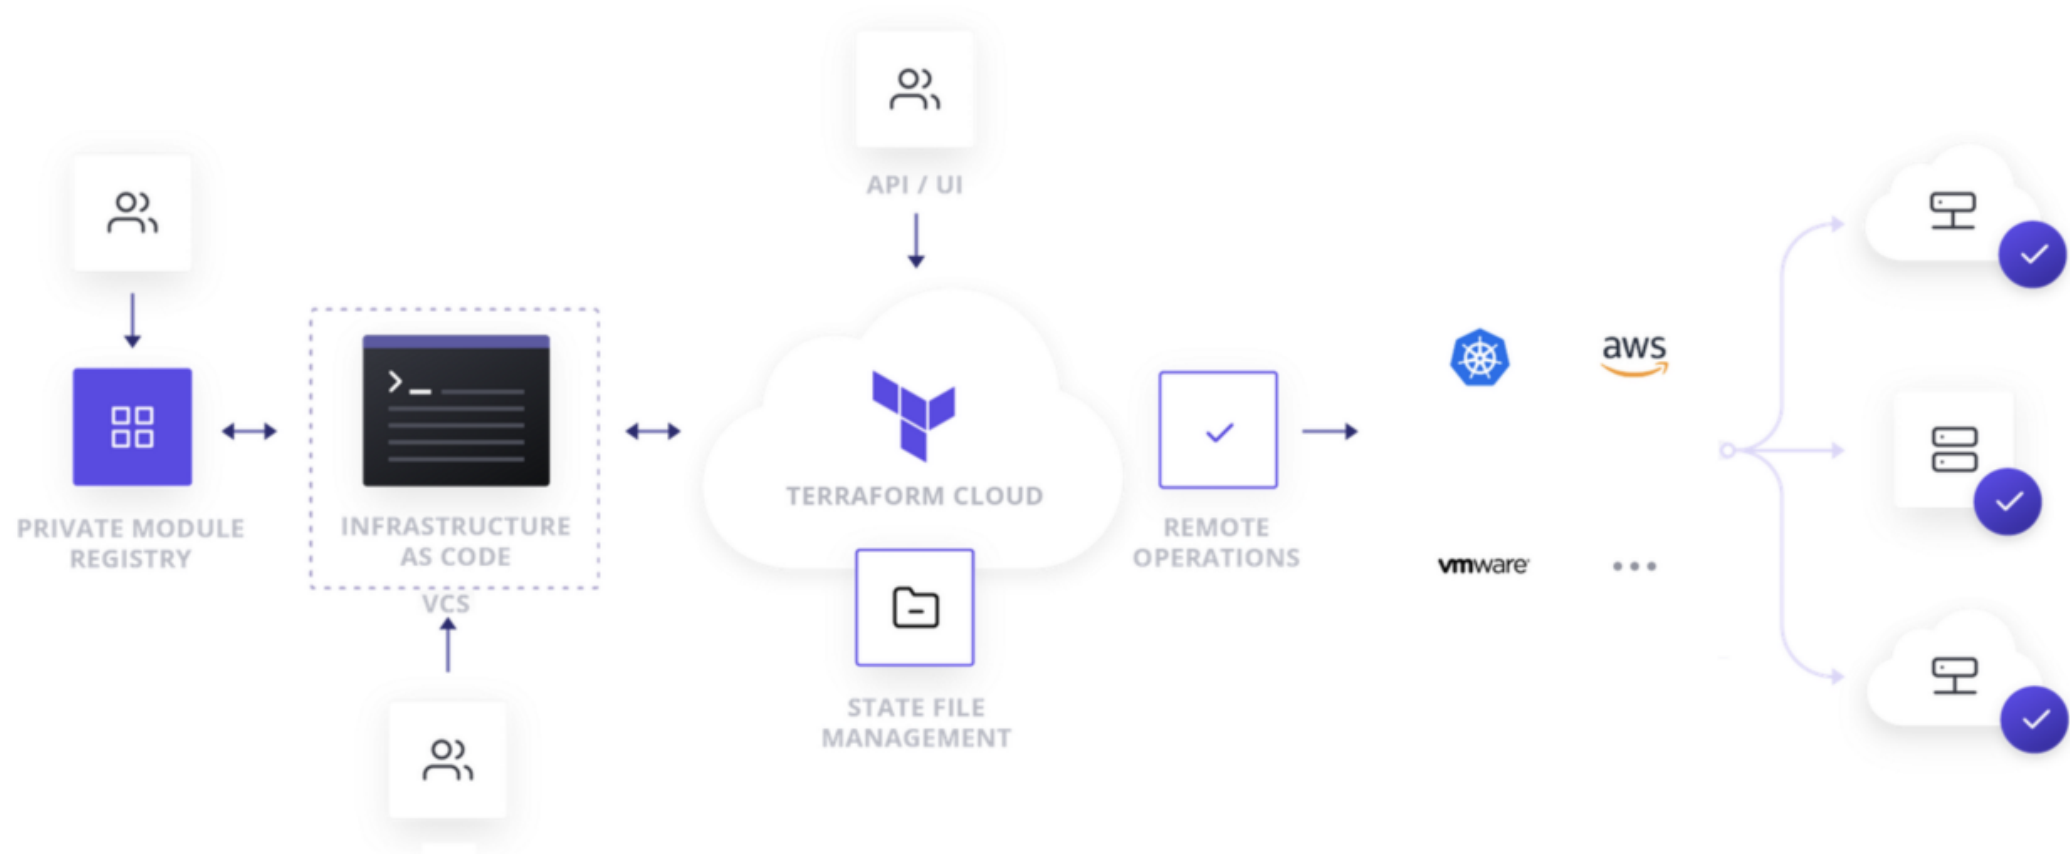 API / UI
PRIVATE MODULE
REGISTRY
INFRASTRUCTURE
AS CODE
VCS
TERRAFORM CLOUD
STATE FILE
MANAGEMENT
REMOTE
OPERATIONS
aws
vmware